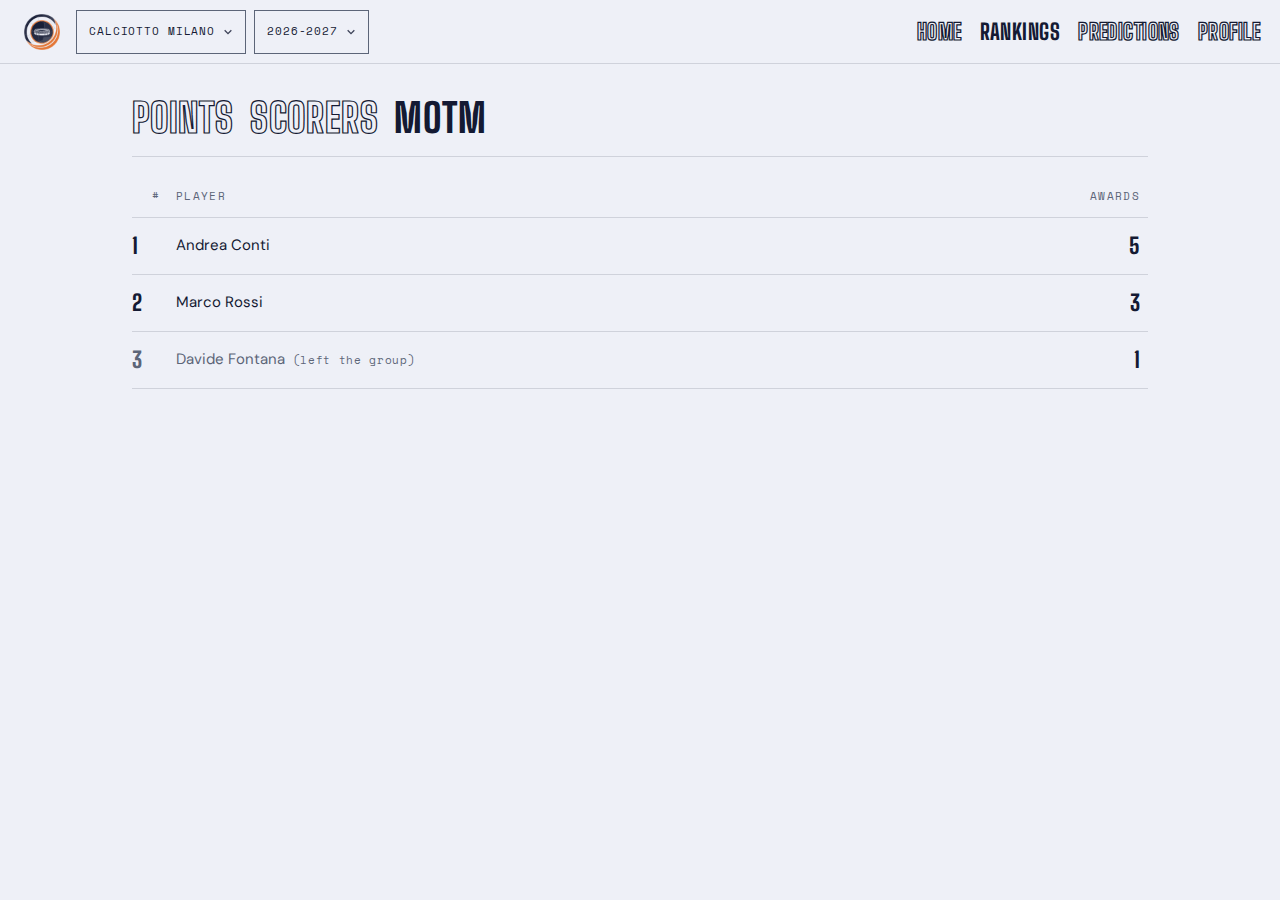 CALCIOTTO MILANO 2026-2027 HOME RANKINGS PREDICTIONS PROFILE
POINTS SCORERS MOTM
# PLAYER AWARDS
1 Andrea Conti 5
2 Marco Rossi 3
3 Davide Fontana (left the group) 1